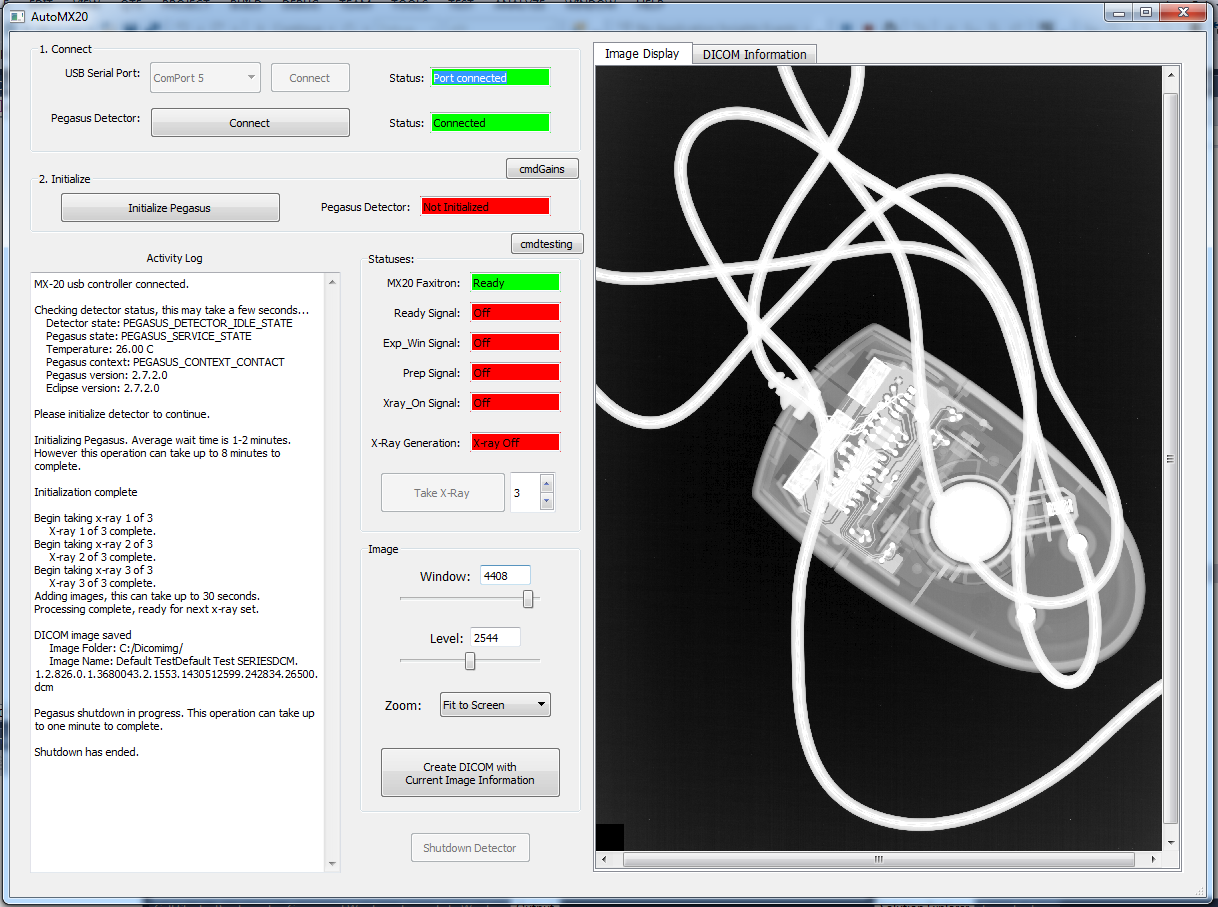 AutoMX20
1. Connect
USB Serial Port:
ComPort 5
Connect
Status:
Port connected
Pegasus Detector:
Connect
Status:
Connected
cmdGains
2. Initialize
Initialize Pegasus
Pegasus Detector:
Not Initialized
cmdtesting
Activity Log
MX-20 usb controller connected.
Checking detector status, this may take a few seconds...
Detector state: PEGASUS_DETECTOR_IDLE_STATE
Pegasus state: PEGASUS_SERVICE_STATE
Temperature: 26.00 C
Pegasus context: PEGASUS_CONTEXT_CONTACT
Pegasus version: 2.7.2.0
Eclipse version: 2.7.2.0
Please initialize detector to continue.
Initializing Pegasus. Average wait time is 1-2 minutes.
However this operation can take up to 8 minutes to
complete.
Initialization complete
Begin taking x-ray 1 of 3
X-ray 1 of 3 complete.
Begin taking x-ray 2 of 3
X-ray 2 of 3 complete.
Begin taking x-ray 3 of 3
X-ray 3 of 3 complete.
Adding images, this can take up to 30 seconds.
Processing complete, ready for next x-ray set.
DICOM image saved
Image Folder: C:/Dicomimg/
Image Name: Default TestDefault Test SERIESDCM.
1.2.826.0.1.3680043.2.1553.1430512599.242834.26500.
dcm
Pegasus shutdown in progress. This operation can take up
to one minute to complete.
Shutdown has ended.
Statuses:
MX20 Faxitron:
Ready
Ready Signal:
Off
Exp_Win Signal:
Off
Prep Signal:
Off
Xray_On Signal:
Off
X-Ray Generation:
X-ray Off
Take X-Ray
3
Image
Window:
4408
Level:
2544
Zoom:
Fit to Screen
Create DICOM with
Current Image Information
Shutdown Detector
Image Display
DICOM Information